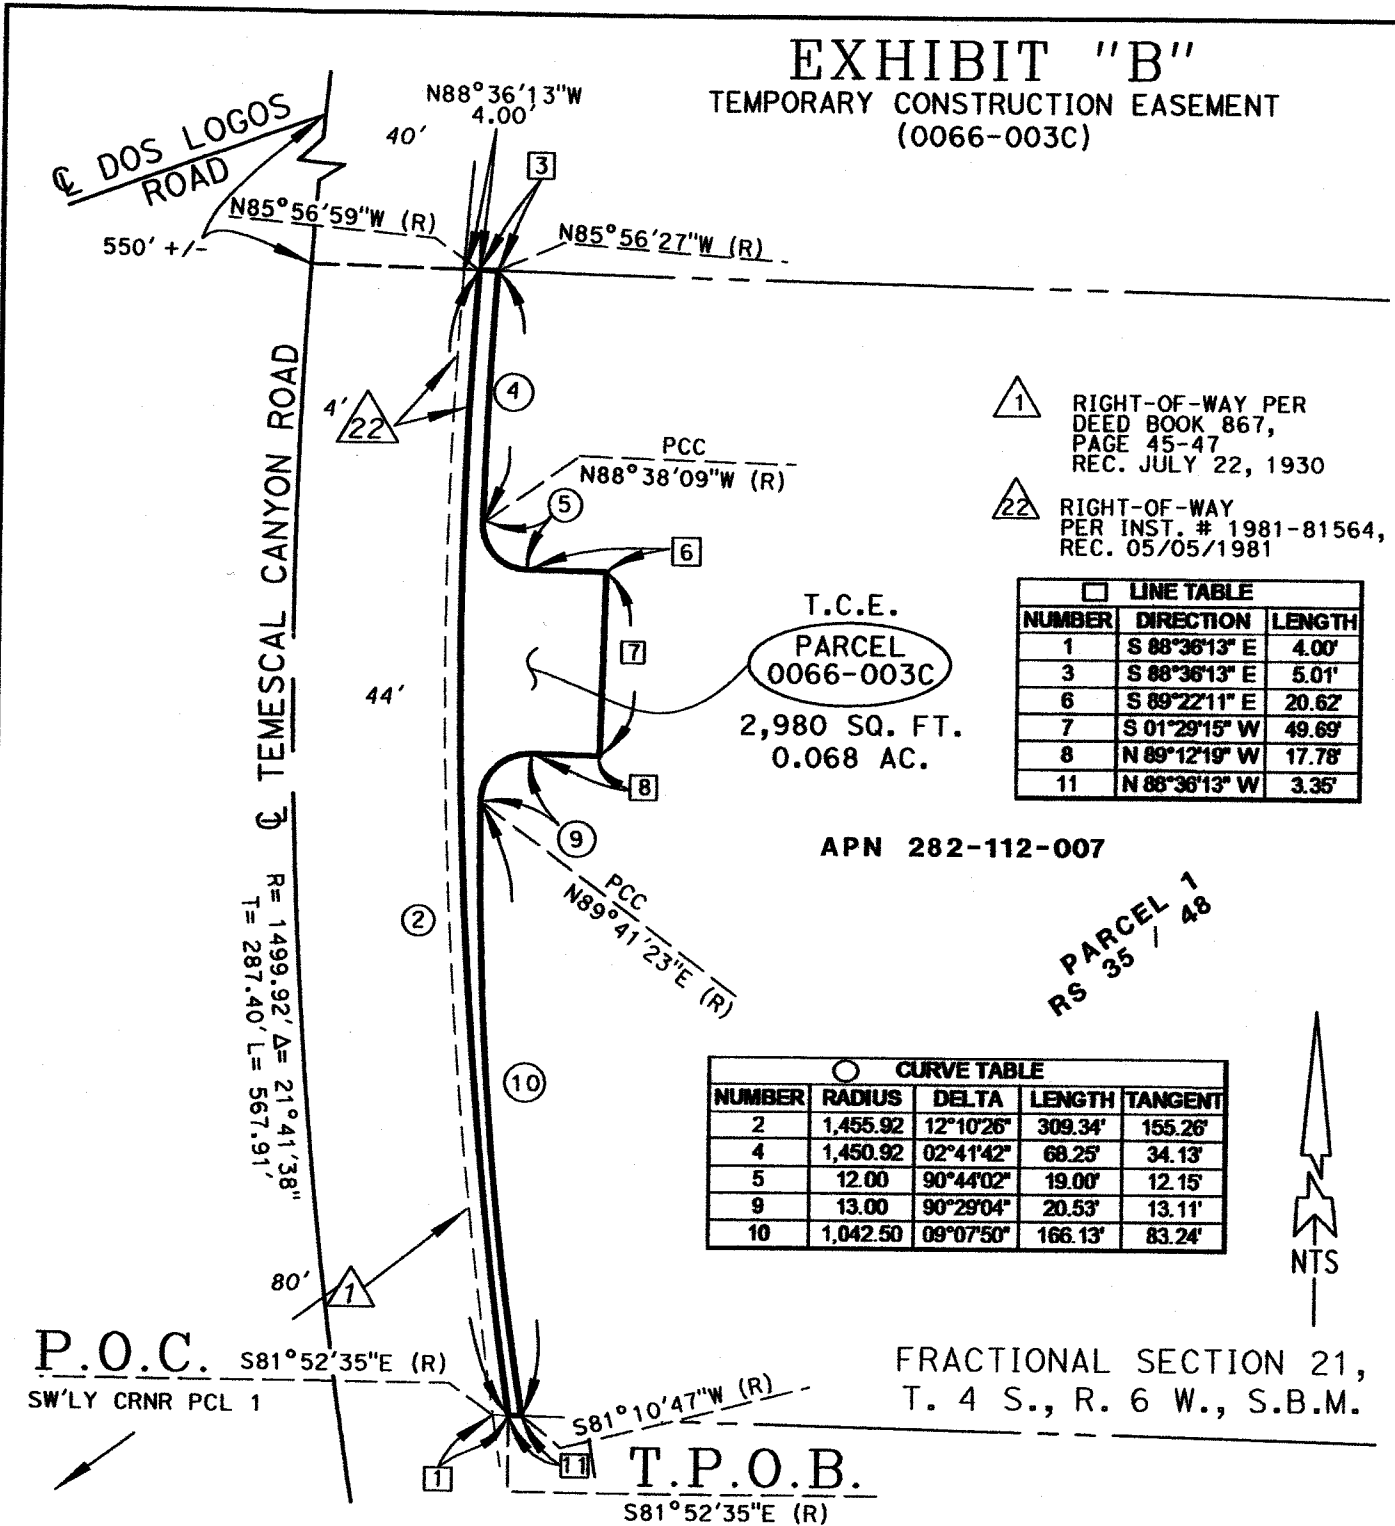 EXHIBIT "B"
TEMPORARY CONSTRUCTION EASEMENT
(0066-003C)
N88°36'13"W
4.00'
40'
℄ DOS LOGOS
ROAD
3
N85°56'59"W (R)
N85°56'27"W (R)
550' +/-
4'
22
4
PCC
N88°38'09"W (R)
5
6
7
1 RIGHT-OF-WAY PER
DEED BOOK 867,
PAGE 45-47
REC. JULY 22, 1930
22 RIGHT-OF-WAY
PER INST. # 1981-81564,
REC. 05/05/1981
℄ TEMESCAL CANYON ROAD
R= 1499.92' Δ= 21°41'38"
T= 287.40' L= 567.91'
44'
T.C.E.
PARCEL
0066-003C
2,980 SQ. FT.
0.068 AC.
LINE TABLE
NUMBER DIRECTION LENGTH
1 S 88°36'13" E 4.00'
3 S 88°36'13" E 5.01'
6 S 89°22'11" E 20.62'
7 S 01°29'15" W 49.69'
8 N 89°12'19" W 17.78'
11 N 88°36'13" W 3.35'
8
9
APN 282-112-007
PCC
N89°41'23"E (R)
2
PARCEL 1
RS 35 / 48
10
CURVE TABLE
NUMBER RADIUS DELTA LENGTH TANGENT
2 1,455.92 12°10'26" 309.34' 155.26'
4 1,450.92 02°41'42" 68.25' 34.13'
5 12.00 90°44'02" 19.00' 12.15'
9 13.00 90°29'04" 20.53' 13.11'
10 1,042.50 09°07'50" 166.13' 83.24'
NTS
80'
1
P.O.C.
S81°52'35"E (R)
SW'LY CRNR PCL 1
S81°10'47"W (R)
FRACTIONAL SECTION 21,
T. 4 S., R. 6 W., S.B.M.
1
11
T.P.O.B.
S81°52'35"E (R)